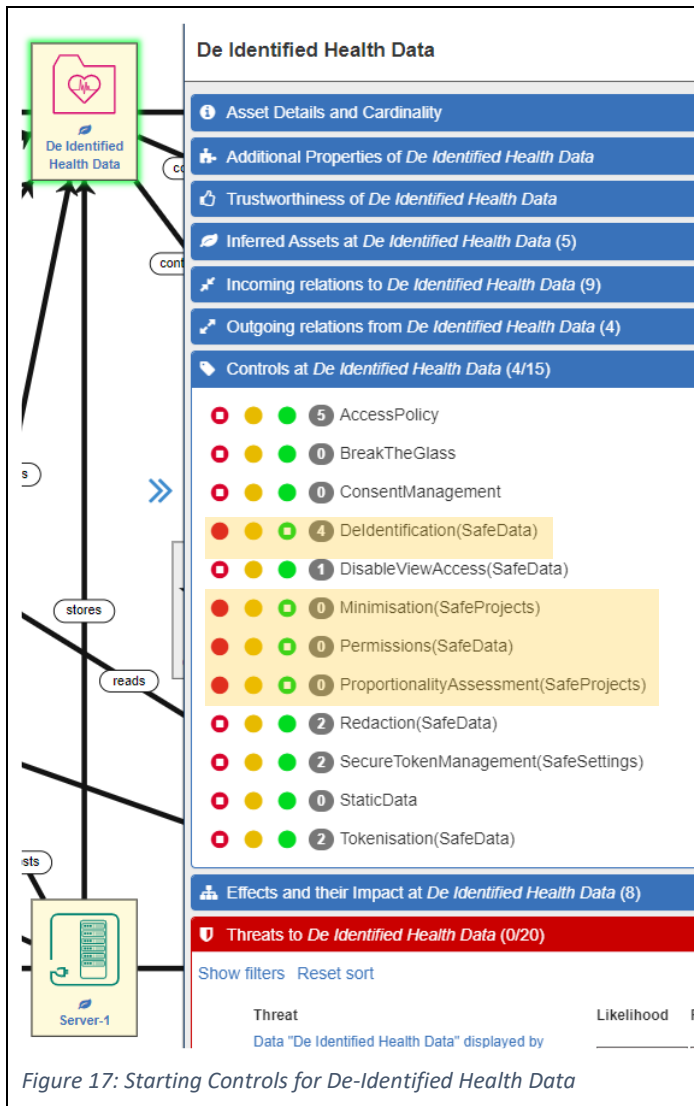 De Identified Health Data
Asset Details and Cardinality
Additional Properties of De Identified Health Data
Trustworthiness of De Identified Health Data
Inferred Assets at De Identified Health Data (5)
Incoming relations to De Identified Health Data (9)
Outgoing relations from De Identified Health Data (4)
Controls at De Identified Health Data (4/15)
5 AccessPolicy
0 BreakTheGlass
0 ConsentManagement
4 DeIdentification(SafeData)
1 DisableViewAccess(SafeData)
0 Minimisation(SafeProjects)
0 Permissions(SafeData)
0 ProportionalityAssessment(SafeProjects)
2 Redaction(SafeData)
2 SecureTokenManagement(SafeSettings)
0 StaticData
2 Tokenisation(SafeData)
Effects and their Impact at De Identified Health Data (8)
Threats to De Identified Health Data (0/20)
Show filters Reset sort
Threat Likelihood
Data "De Identified Health Data" displayed by
De Identified
Health Data
stores
reads
Server-1
Figure 17: Starting Controls for De-Identified Health Data